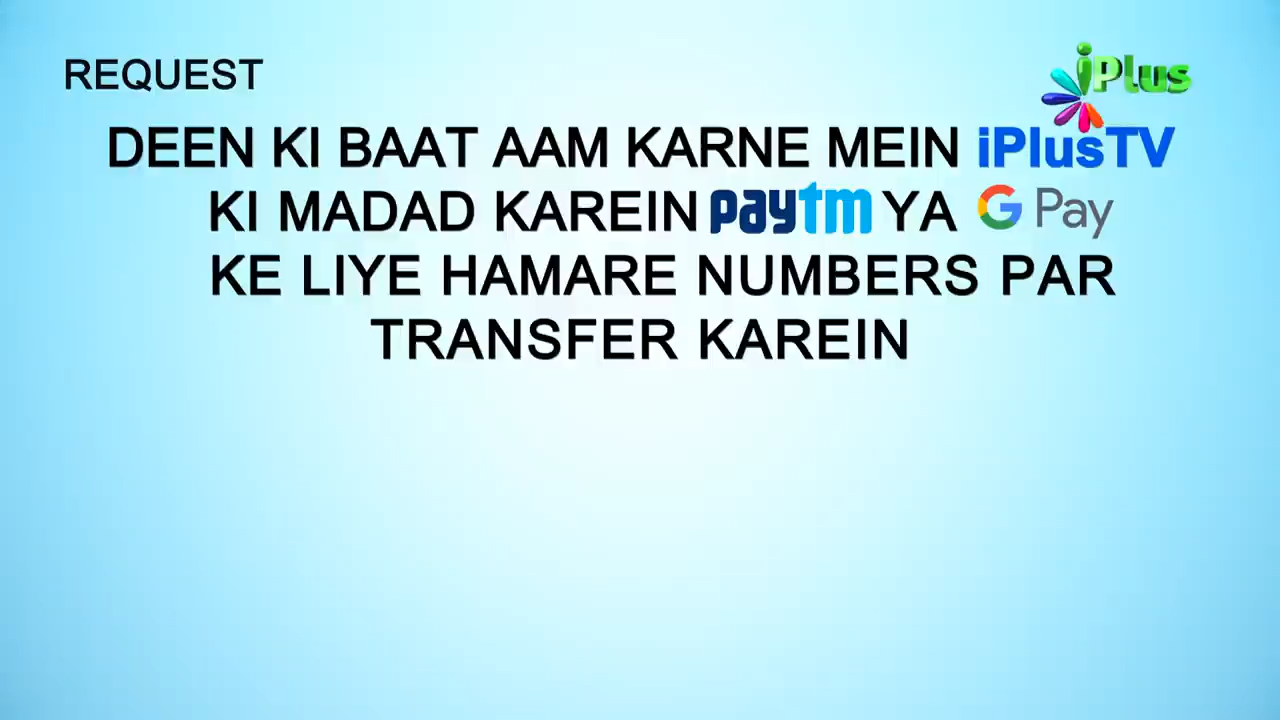 REQUEST
iPlus
DEEN KI BAAT AAM KARNE MEIN iPlusTV
KI MADAD KAREIN paytm YA G Pay
KE LIYE HAMARE NUMBERS PAR
TRANSFER KAREIN